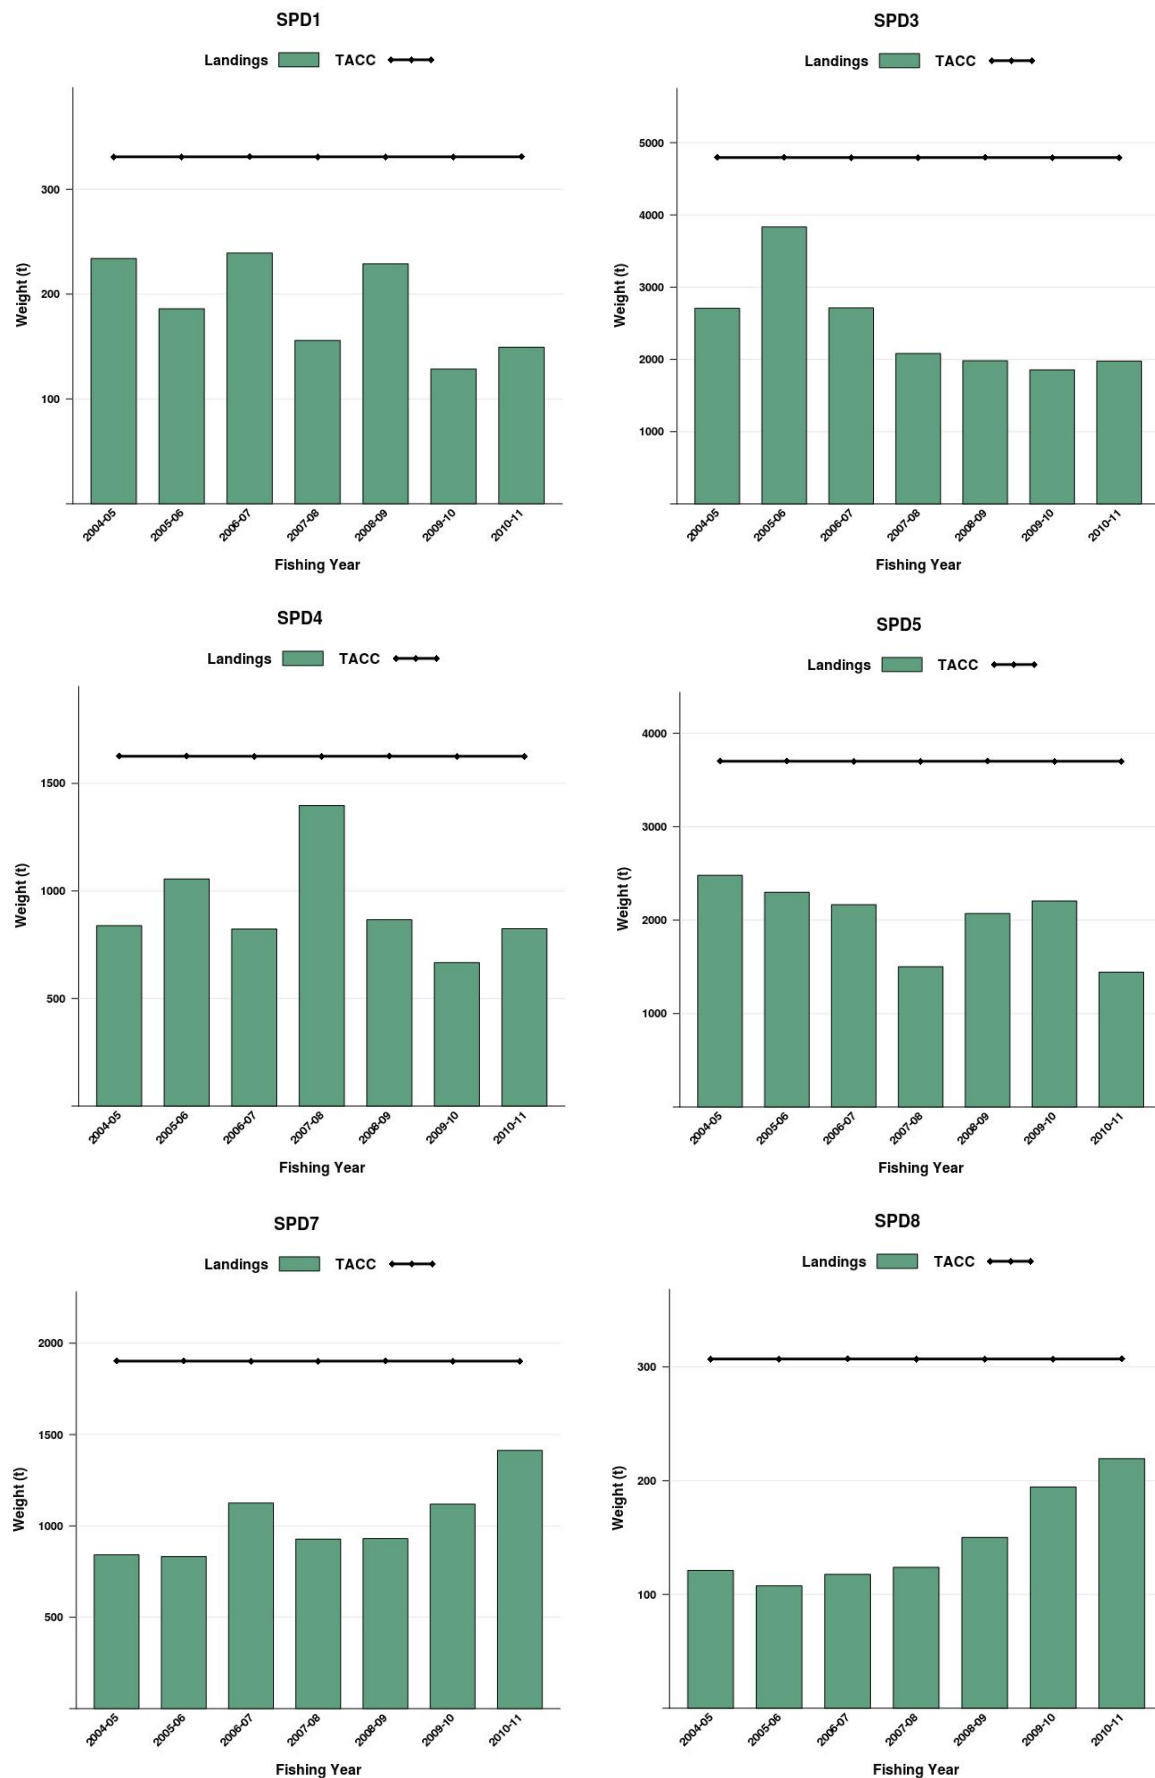 SPD1
Landings TACC
Weight (t)
300
200
100
2004-05 2005-06 2006-07 2007-08 2008-09 2009-10 2010-11
Fishing Year
SPD3
Landings TACC
Weight (t)
5000
4000
3000
2000
1000
2004-05 2005-06 2006-07 2007-08 2008-09 2009-10 2010-11
Fishing Year
SPD4
Landings TACC
Weight (t)
1500
1000
500
2004-05 2005-06 2006-07 2007-08 2008-09 2009-10 2010-11
Fishing Year
SPD5
Landings TACC
Weight (t)
4000
3000
2000
1000
2004-05 2005-06 2006-07 2007-08 2008-09 2009-10 2010-11
Fishing Year
SPD7
Landings TACC
Weight (t)
2000
1500
1000
500
2004-05 2005-06 2006-07 2007-08 2008-09 2009-10 2010-11
Fishing Year
SPD8
Landings TACC
Weight (t)
300
200
100
2004-05 2005-06 2006-07 2007-08 2008-09 2009-10 2010-11
Fishing Year